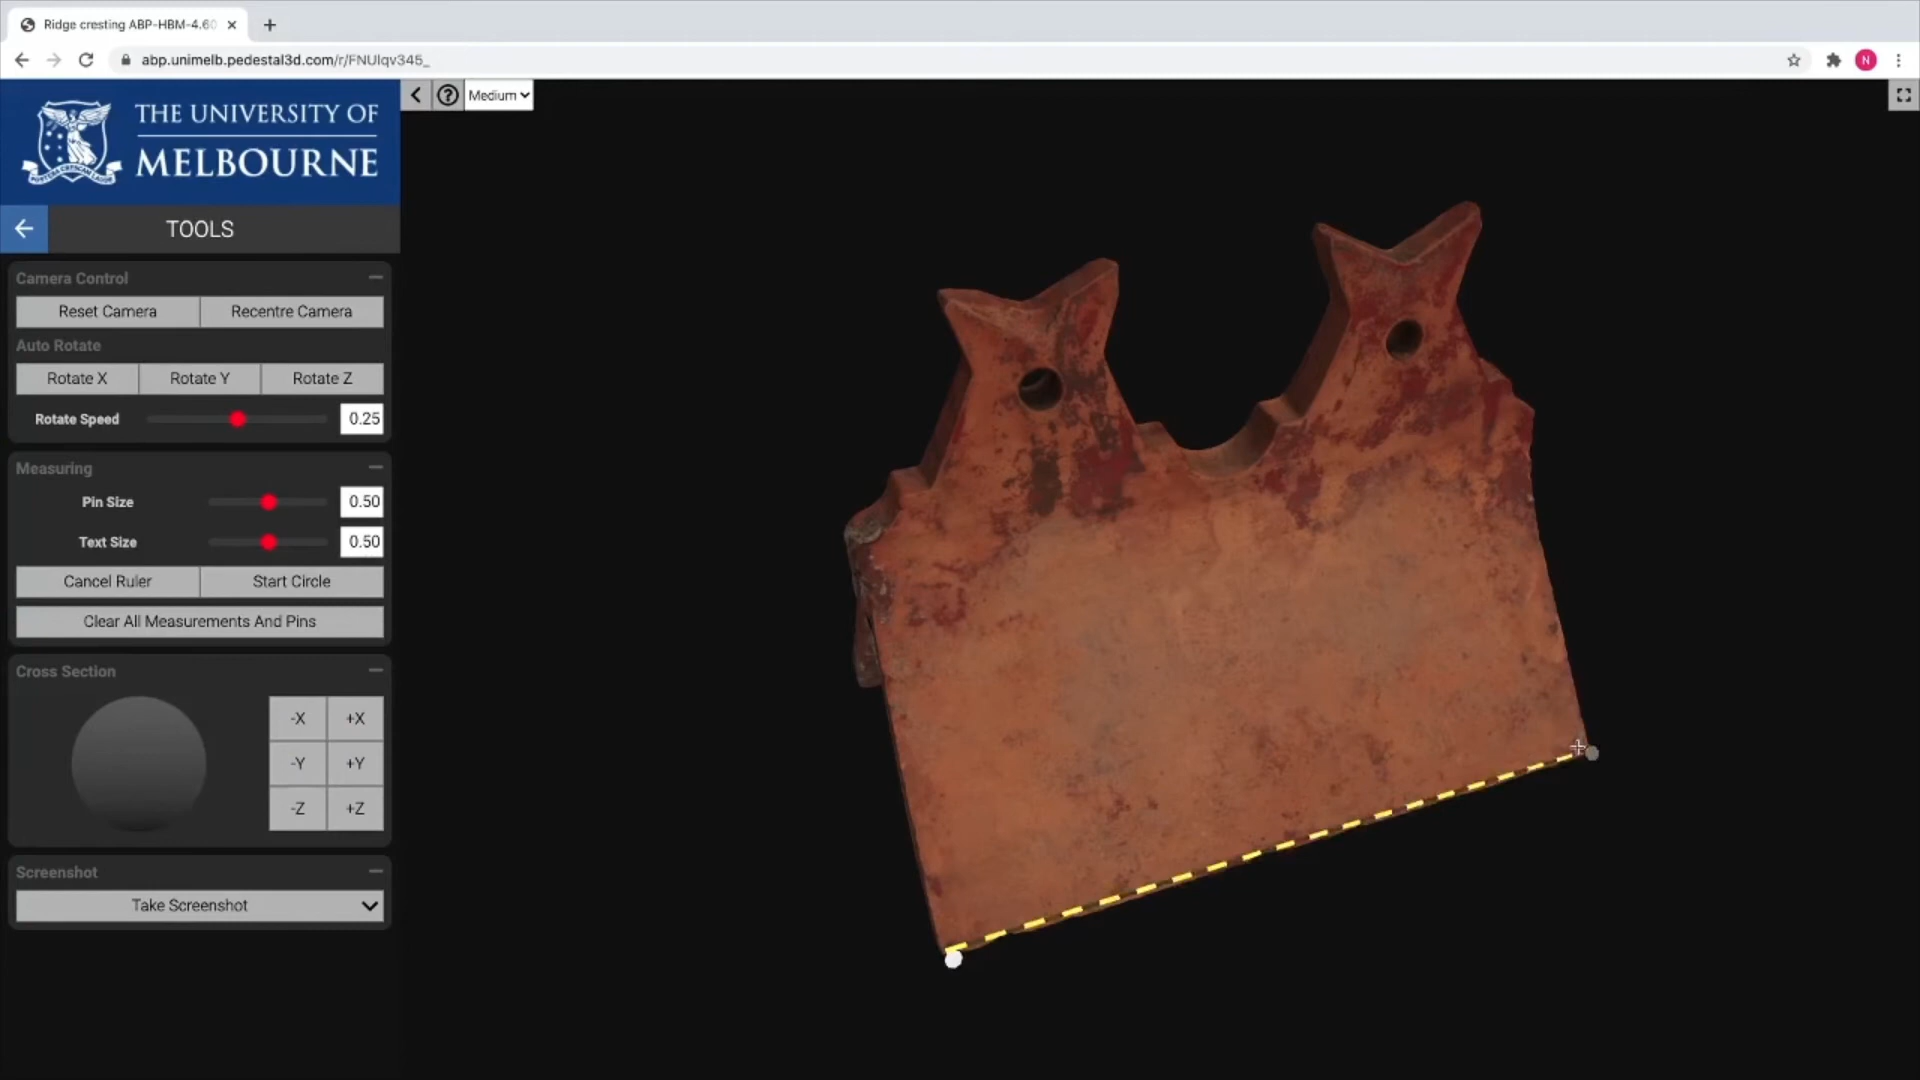 Ridge cresting ABP-HBM-4.60
abp.unimelb.pedestal3d.com/r/FNUIqv345_
N
THE UNIVERSITY OF
MELBOURNE
Medium
TOOLS
Camera Control
Reset Camera
Recentre Camera
Auto Rotate
Rotate X
Rotate Y
Rotate Z
Rotate Speed
0.25
Measuring
Pin Size
0.50
Text Size
0.50
Cancel Ruler
Start Circle
Clear All Measurements And Pins
Cross Section
-X
+X
-Y
+Y
-Z
+Z
Screenshot
Take Screenshot